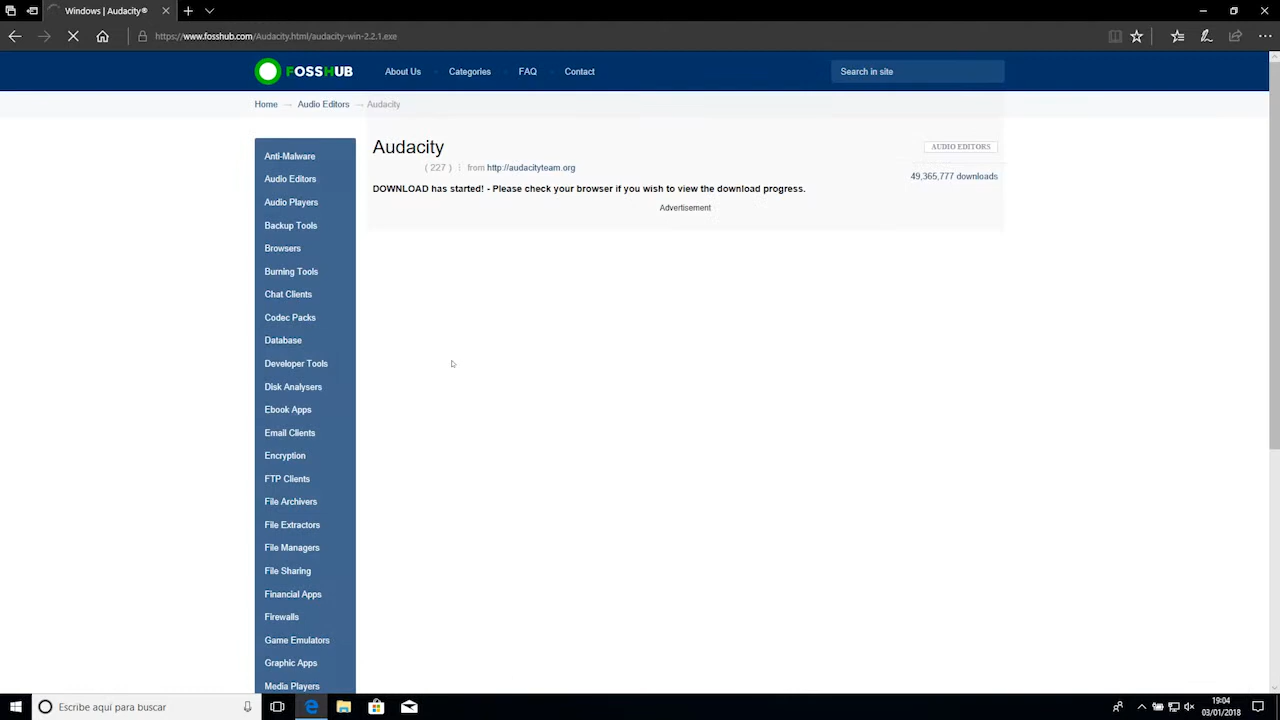 Windows | Audacity®
https://www.fosshub.com/Audacity.html/audacity-win-2.2.1.exe
FOSSHUB
About Us
Categories
FAQ
Contact
Search in site
Home → Audio Editors → Audacity
Audacity
AUDIO EDITORS
( 227 ) from http://audacityteam.org
49,365,777 downloads
DOWNLOAD has started! - Please check your browser if you wish to view the download progress.
Advertisement
Anti-Malware
Audio Editors
Audio Players
Backup Tools
Browsers
Burning Tools
Chat Clients
Codec Packs
Database
Developer Tools
Disk Analysers
Ebook Apps
Email Clients
Encryption
FTP Clients
File Archivers
File Extractors
File Managers
File Sharing
Financial Apps
Firewalls
Game Emulators
Graphic Apps
Media Players
Escribe aquí para buscar
19:04
03/01/2018